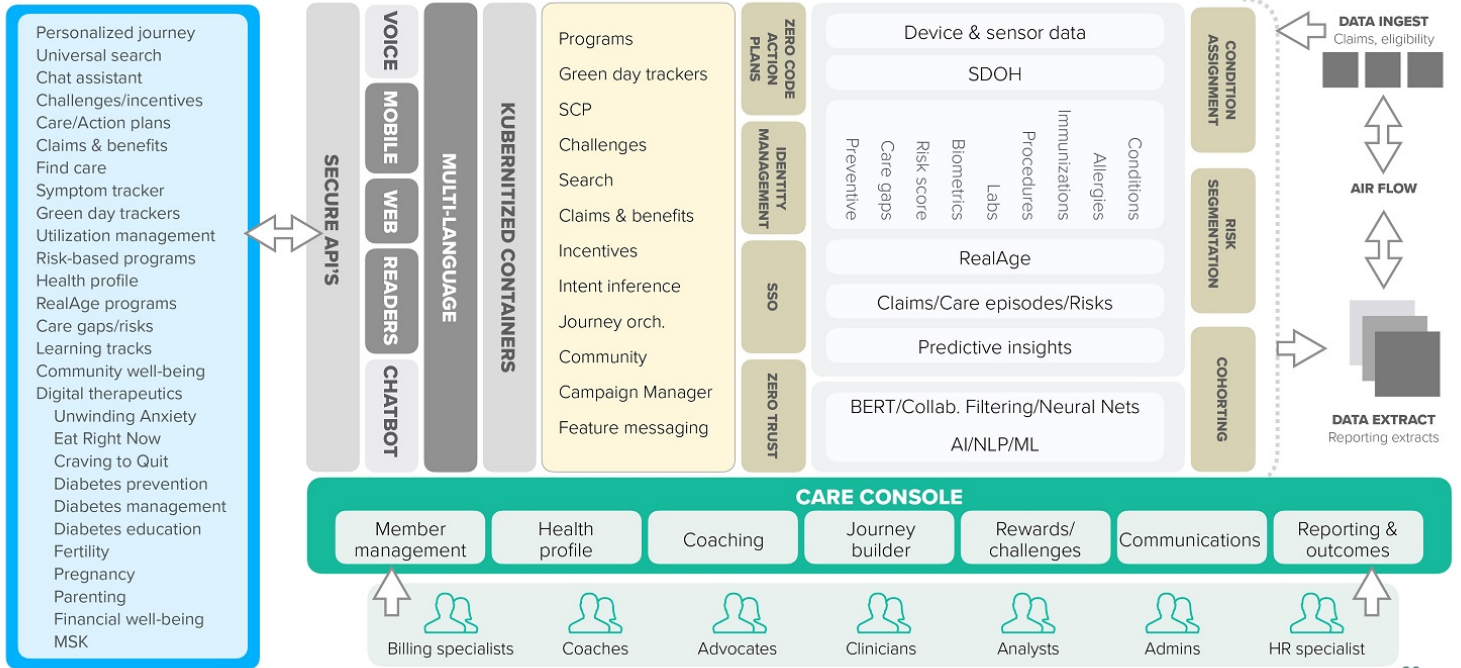 Personalized journey
Universal search
Chat assistant
Challenges/incentives
Care/Action plans
Claims & benefits
Find care
Symptom tracker
Green day trackers
Utilization management
Risk-based programs
Health profile
RealAge programs
Care gaps/risks
Learning tracks
Community well-being
Digital therapeutics
Unwinding Anxiety
Eat Right Now
Craving to Quit
Diabetes prevention
Diabetes management
Diabetes education
Fertility
Pregnancy
Parenting
Financial well-being
MSK
SECURE API'S
VOICE
MOBILE
WEB
READERS
CHATBOT
MULTI-LANGUAGE
KUBERNITIZED CONTAINERS
Programs
Green day trackers
SCP
Challenges
Search
Claims & benefits
Incentives
Intent inference
Journey orch.
Community
Campaign Manager
Feature messaging
ZERO CODE
ACTION
PLANS
IDENTITY
MANAGEMENT
SSO
ZERO TRUST
Device & sensor data
SDOH
Preventive
Care gaps
Risk score
Biometrics
Labs
Procedures
Immunizations
Allergies
Conditions
RealAge
Claims/Care episodes/Risks
Predictive insights
BERT/Collab. Filtering/Neural Nets
AI/NLP/ML
CONDITION
ASSIGNMENT
RISK
SEGMENTATION
COHORTING
DATA INGEST
Claims, eligibility
AIR FLOW
DATA EXTRACT
Reporting extracts
CARE CONSOLE
Member
management
Health
profile
Coaching
Journey
builder
Rewards/
challenges
Communications
Reporting &
outcomes
Billing specialists
Coaches
Advocates
Clinicians
Analysts
Admins
HR specialist